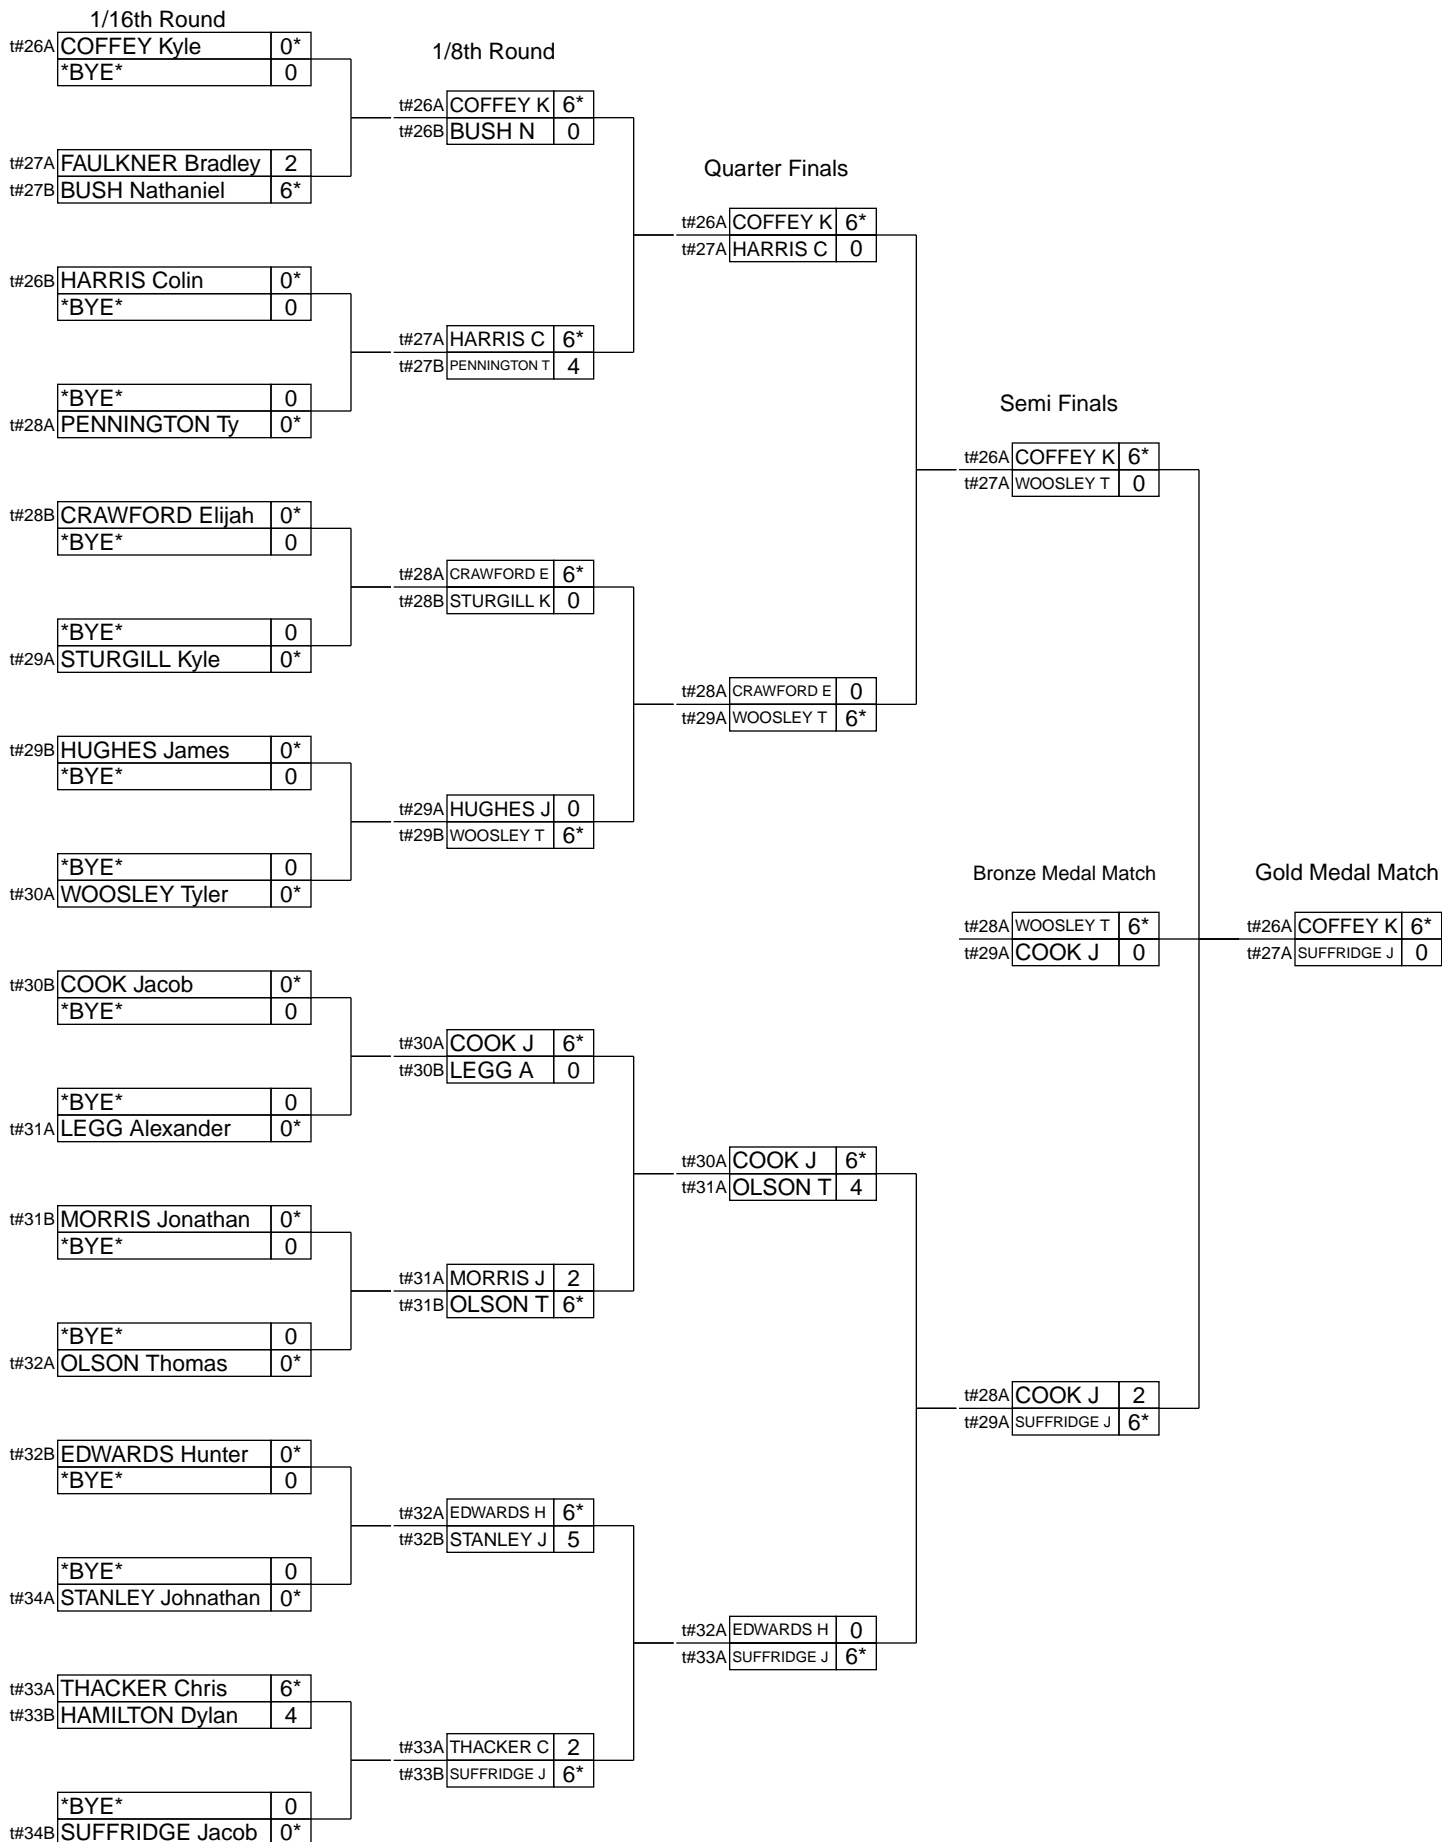 1/16th Round
t#26A COFFEY Kyle 0*
*BYE* 0
t#27A FAULKNER Bradley 2
t#27B BUSH Nathaniel 6*
t#26B HARRIS Colin 0*
*BYE* 0
*BYE* 0
t#28A PENNINGTON Ty 0*
t#28B CRAWFORD Elijah 0*
*BYE* 0
*BYE* 0
t#29A STURGILL Kyle 0*
t#29B HUGHES James 0*
*BYE* 0
*BYE* 0
t#30A WOOSLEY Tyler 0*
t#30B COOK Jacob 0*
*BYE* 0
*BYE* 0
t#31A LEGG Alexander 0*
t#31B MORRIS Jonathan 0*
*BYE* 0
*BYE* 0
t#32A OLSON Thomas 0*
t#32B EDWARDS Hunter 0*
*BYE* 0
*BYE* 0
t#34A STANLEY Johnathan 0*
t#33A THACKER Chris 6*
t#33B HAMILTON Dylan 4
*BYE* 0
t#34B SUFFRIDGE Jacob 0*
1/8th Round
t#26A COFFEY K 6*
t#26B BUSH N 0
t#27A HARRIS C 6*
t#27B PENNINGTON T 4
t#28A CRAWFORD E 6*
t#28B STURGILL K 0
t#29A HUGHES J 0
t#29B WOOSLEY T 6*
t#30A COOK J 6*
t#30B LEGG A 0
t#31A MORRIS J 2
t#31B OLSON T 6*
t#32A EDWARDS H 6*
t#32B STANLEY J 5
t#33A THACKER C 2
t#33B SUFFRIDGE J 6*
Quarter Finals
t#26A COFFEY K 6*
t#27A HARRIS C 0
t#28A CRAWFORD E 0
t#29A WOOSLEY T 6*
t#30A COOK J 6*
t#31A OLSON T 4
t#32A EDWARDS H 0
t#33A SUFFRIDGE J 6*
Semi Finals
t#26A COFFEY K 6*
t#27A WOOSLEY T 0
Bronze Medal Match
t#28A WOOSLEY T 6*
t#29A COOK J 0
t#28A COOK J 2
t#29A SUFFRIDGE J 6*
Gold Medal Match
t#26A COFFEY K 6*
t#27A SUFFRIDGE J 0